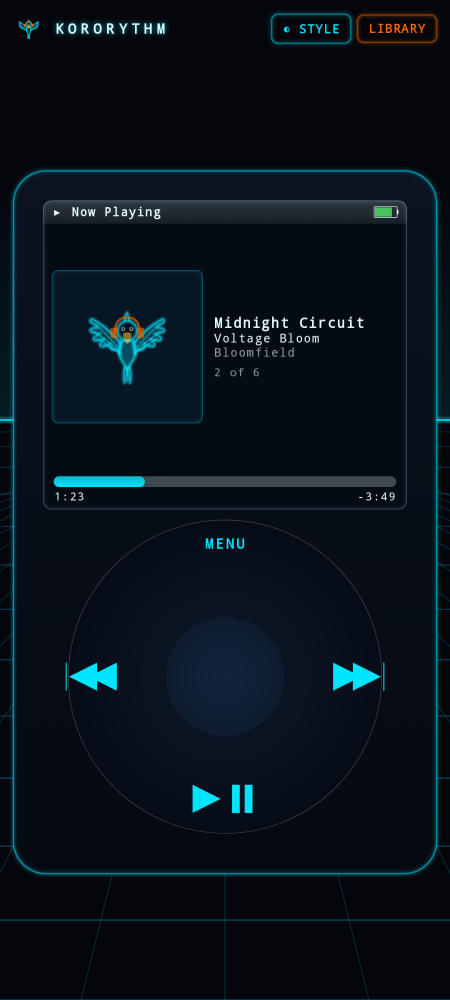 KORORYTHM
◐ STYLE
LIBRARY
▶ Now Playing
Midnight Circuit
Voltage Bloom
Bloomfield
2 of 6
1:23
-3:49
MENU